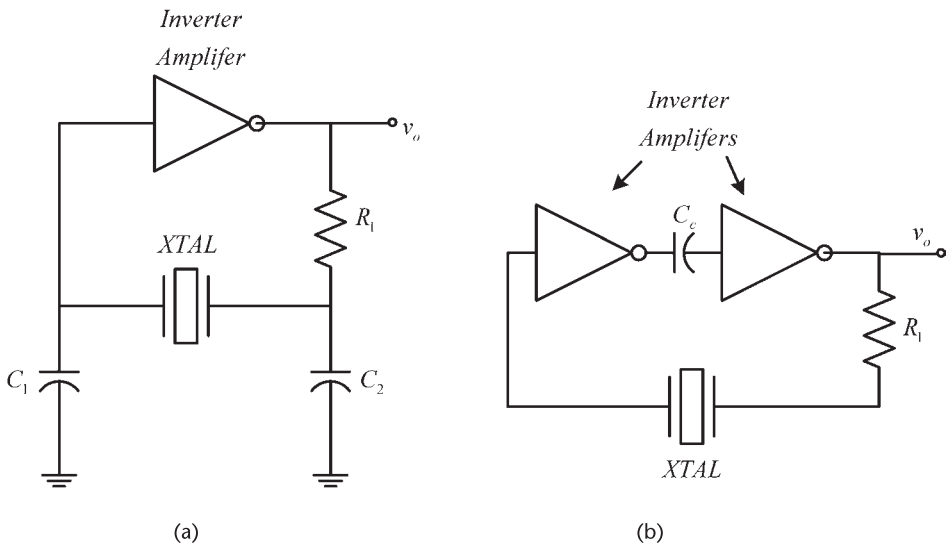 Inverter
Amplifer
v_o
R_1
XTAL
C_1
C_2
(a)
Inverter
Amplifers
C_c
v_o
R_1
XTAL
(b)